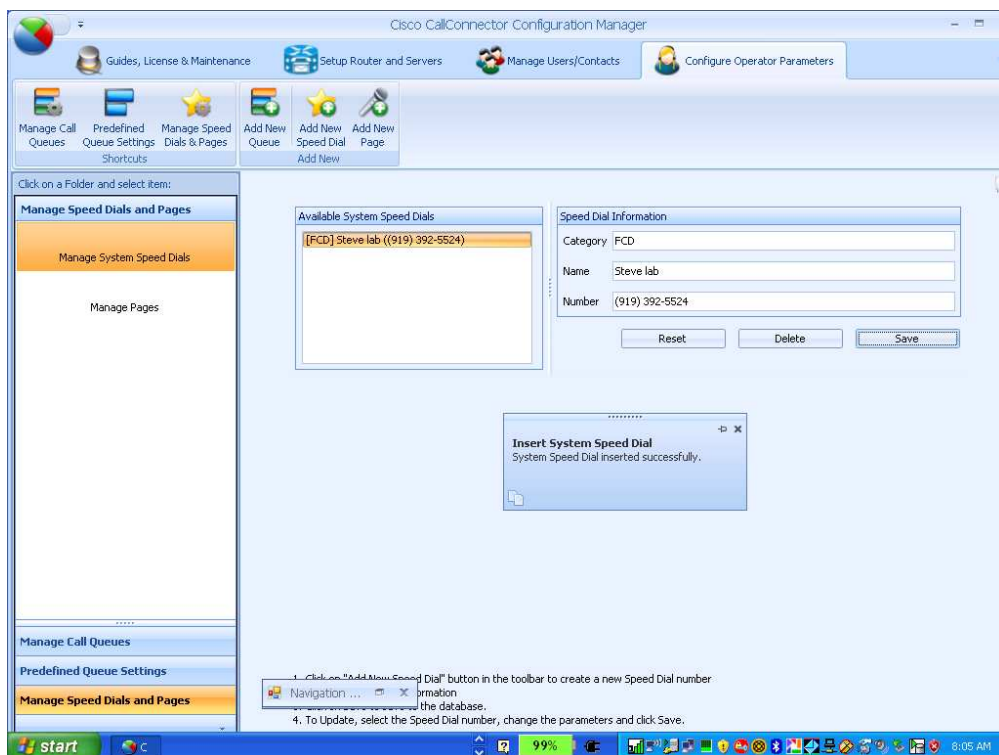 Cisco CallConnector Configuration Manager
Guides, License & Maintenance
Setup Router and Servers
Manage Users/Contacts
Configure Operator Parameters
Manage Call Queues
Predefined Queue Settings
Manage Speed Dials & Pages
Add New Queue
Add New Speed Dial
Add New Page
Shortcuts
Add New
Click on a Folder and select item:
Manage Speed Dials and Pages
Manage System Speed Dials
Manage Pages
Available System Speed Dials
[FCD] Steve lab ((919) 392-5524)
Speed Dial Information
Category FCD
Name Steve lab
Number (919) 392-5524
Reset
Delete
Save
Insert System Speed Dial
System Speed Dial inserted successfully.
Manage Call Queues
Predefined Queue Settings
Manage Speed Dials and Pages
1. Click on "Add New Speed Dial" button in the toolbar to create a new Speed Dial number
Navigation ...
the database.
4. To Update, select the Speed Dial number, change the parameters and click Save.
start
C
99%
8:05 AM